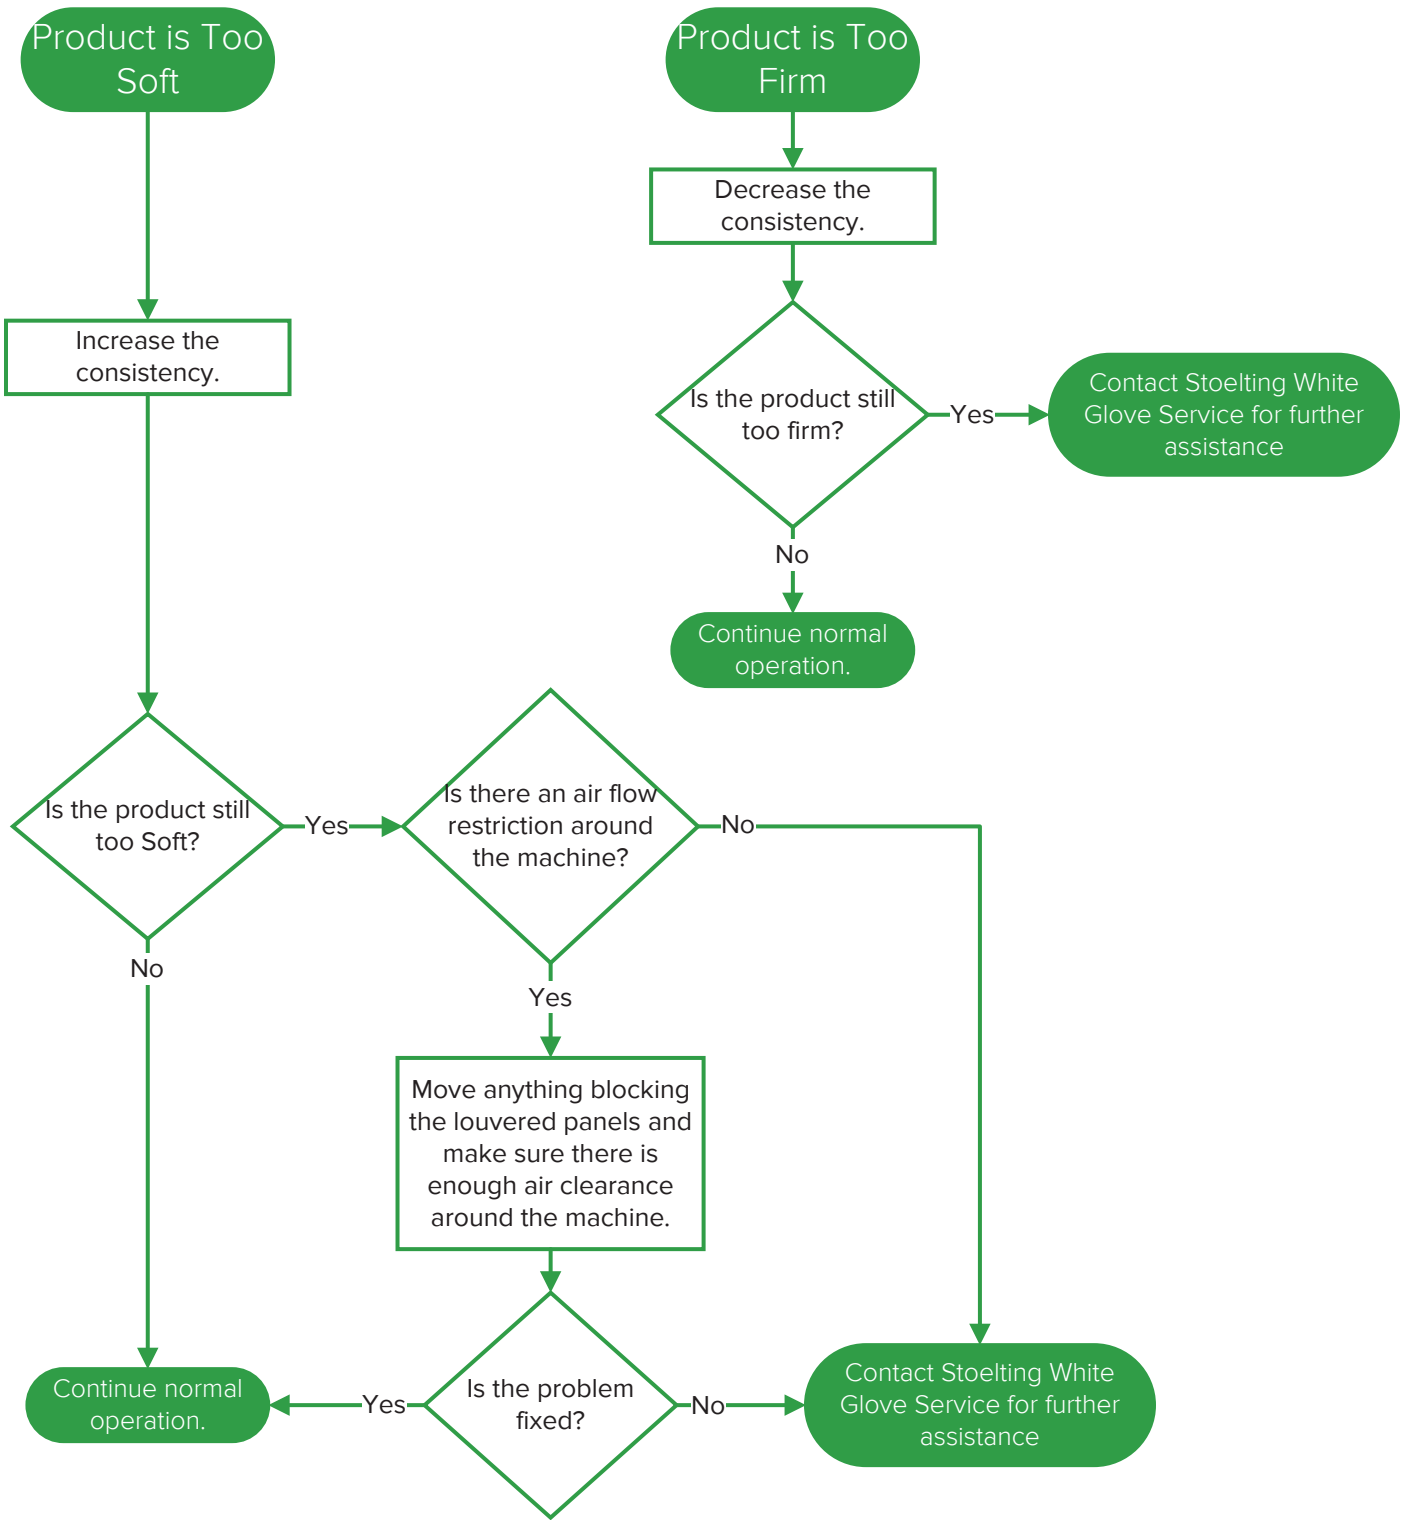 Product is Too
Soft
Product is Too
Firm
Decrease the
consistency.
Increase the
consistency.
Is the product still
too firm?
Yes
Contact Stoelting White
Glove Service for further
assistance
No
Continue normal
operation.
Is the product still
too Soft?
Yes
Is there an air flow
restriction around
the machine?
No
No
Yes
Move anything blocking
the louvered panels and
make sure there is
enough air clearance
around the machine.
Continue normal
operation.
Yes
Is the problem
fixed?
No
Contact Stoelting White
Glove Service for further
assistance